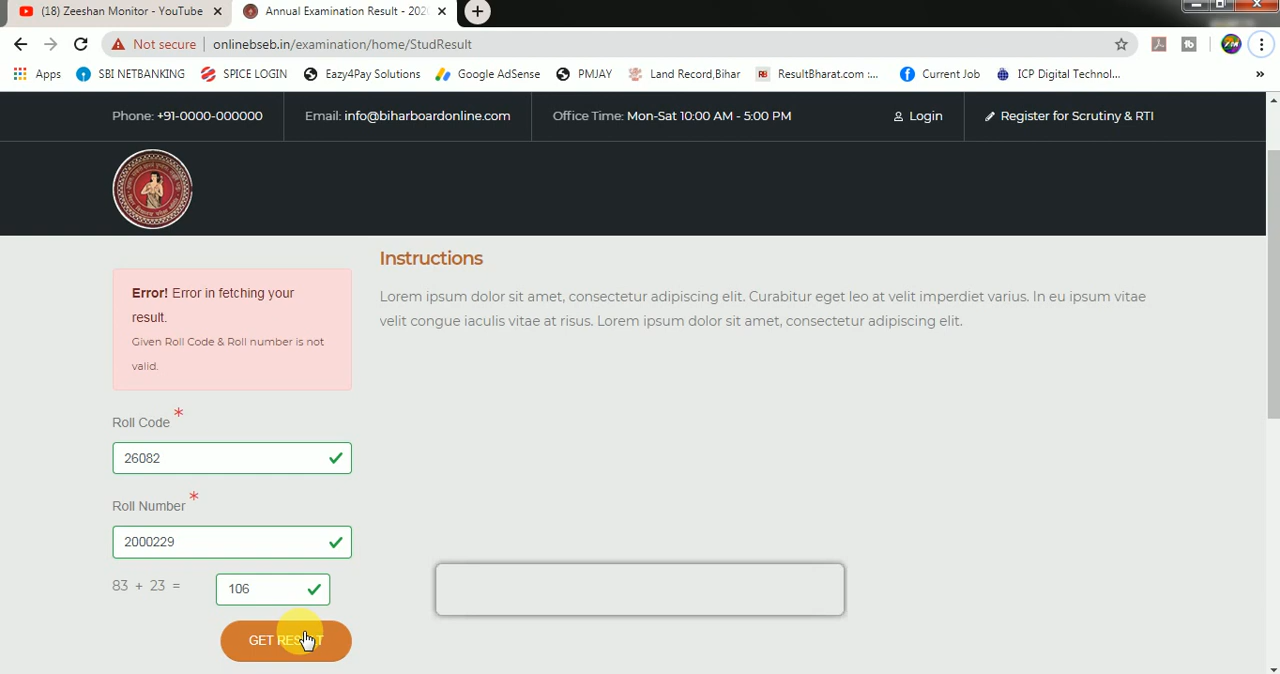 (18) Zeeshan Monitor - YouTube
Annual Examination Result - 202
Not secure
onlinebseb.in/examination/home/StudResult
Apps
SBI NETBANKING
SPICE LOGIN
Eazy4Pay Solutions
Google AdSense
PMJAY
Land Record,Bihar
RB
ResultBharat.com :...
Current Job
ICP Digital Technol...
»
Phone: +91-0000-000000
Email: info@biharboardonline.com
Office Time: Mon-Sat 10:00 AM - 5:00 PM
Login
Register for Scrutiny & RTI
Instructions
Lorem ipsum dolor sit amet, consectetur adipiscing elit. Curabitur eget leo at velit imperdiet varius. In eu ipsum vitae
velit congue iaculis vitae at risus. Lorem ipsum dolor sit amet, consectetur adipiscing elit.
Error! Error in fetching your
result.
Given Roll Code & Roll number is not
valid.
Roll Code *
26082
Roll Number *
2000229
83 + 23 =
106
GET RESULT